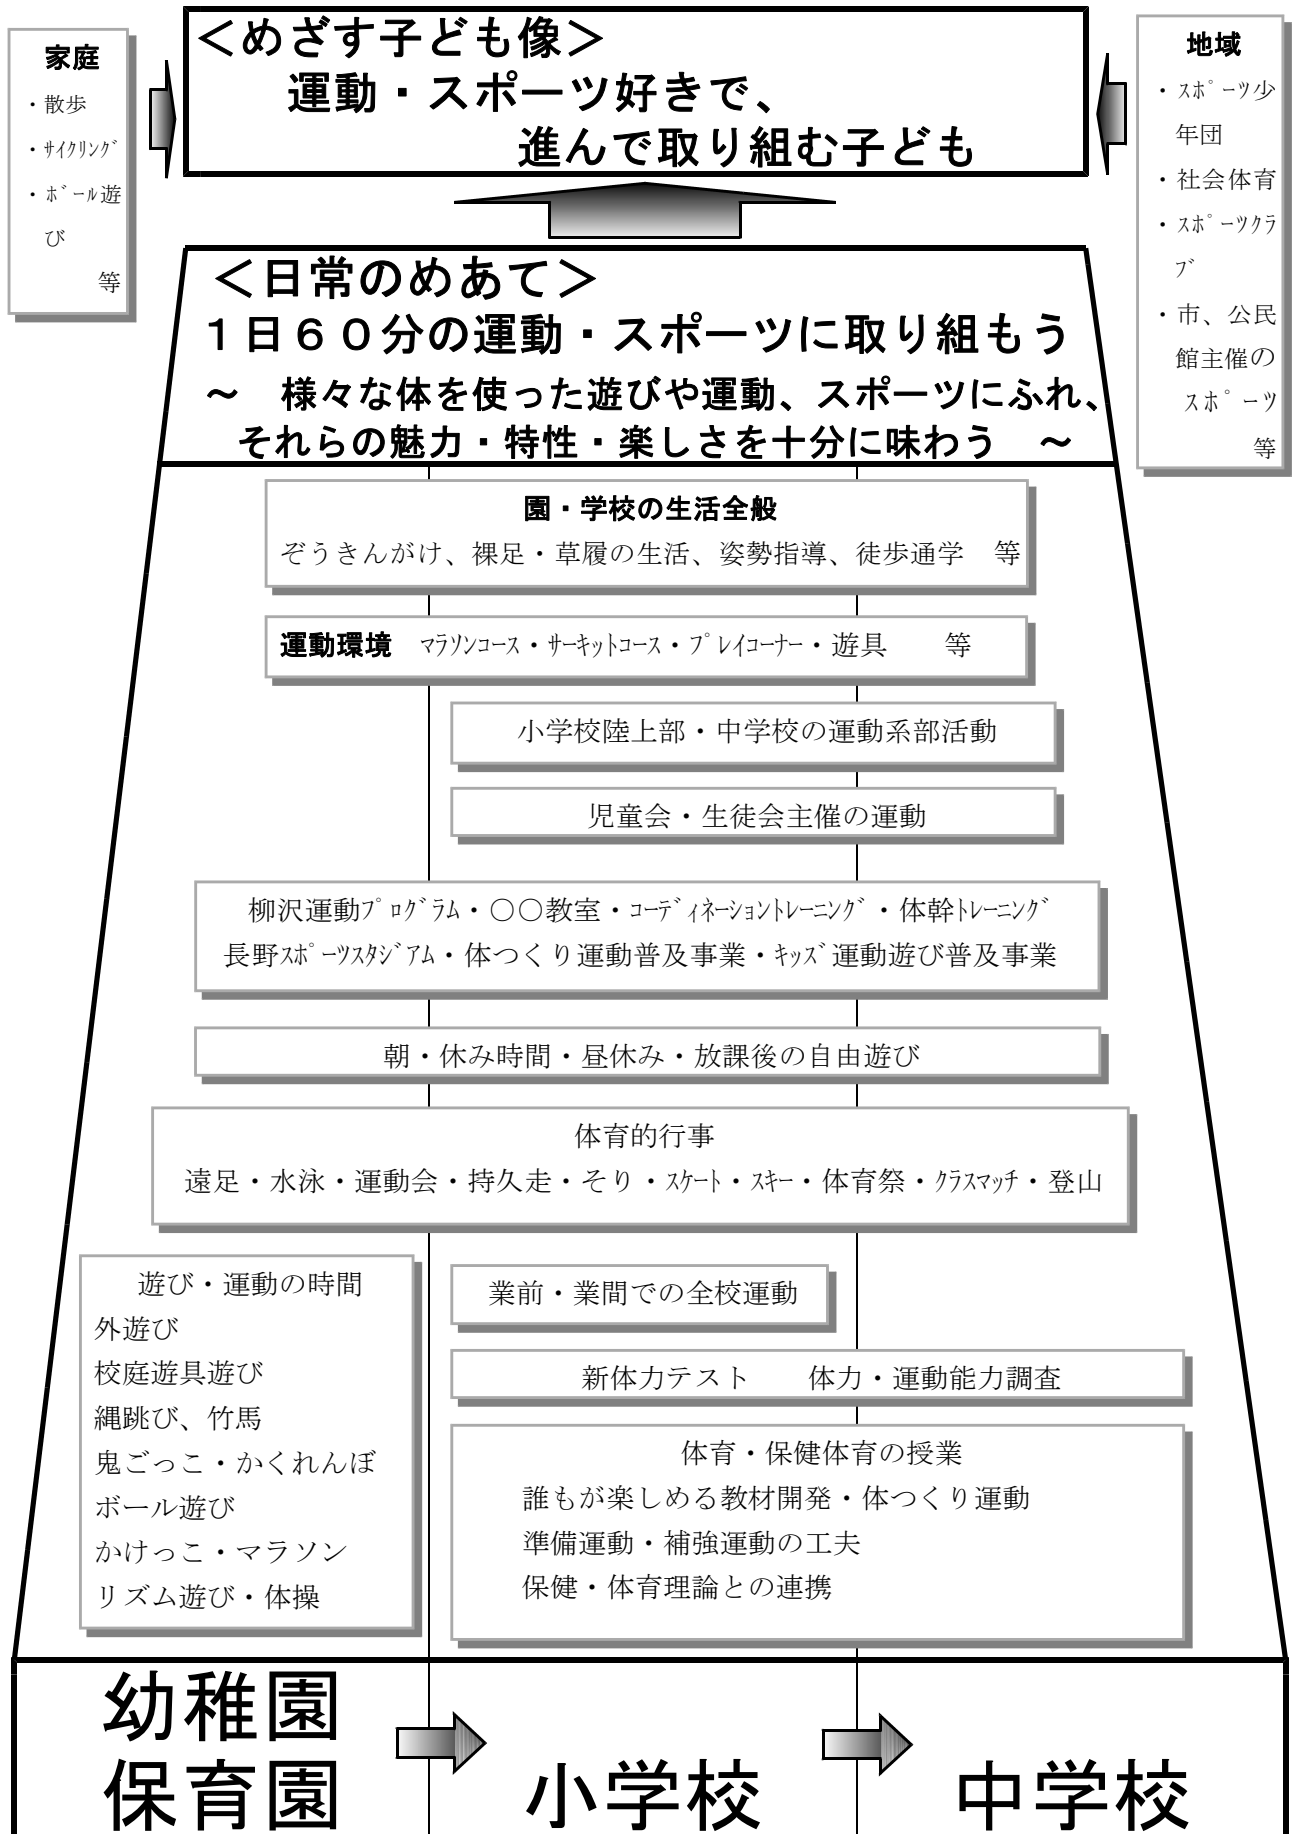 家庭
・散歩
・ｻｲｸﾘﾝｸﾞ
・ﾎﾞｰﾙ遊
び
等
＜めざす子ども像＞
運動・スポーツ好きで、
進んで取り組む子ども
地域
・ｽﾎﾟｰﾂ少
年団
・社会体育
・ｽﾎﾟｰﾂｸﾗ
ﾌﾞ
・市、公民
館主催の
ｽﾎﾟｰﾂ
等
＜日常のめあて＞
１日６０分の運動・スポーツに取り組もう
～　様々な体を使った遊びや運動、スポーツにふれ、
それらの魅力・特性・楽しさを十分に味わう　～
園・学校の生活全般
ぞうきんがけ、裸足・草履の生活、姿勢指導、徒歩通学　等
運動環境　ﾏﾗｿﾝｺｰｽ・ｻｰｷｯﾄｺｰｽ・ﾌﾟﾚｲｺｰﾅｰ・遊具　　等
小学校陸上部・中学校の運動系部活動
児童会・生徒会主催の運動
柳沢運動ﾌﾟﾛｸﾞﾗﾑ・○○教室・ｺｰﾃﾞｨﾈｰｼｮﾝﾄﾚｰﾆﾝｸﾞ・体幹ﾄﾚｰﾆﾝｸﾞ
長野ｽﾎﾟｰﾂｽﾀｼﾞｱﾑ・体つくり運動普及事業・ｷｯｽﾞ運動遊び普及事業
朝・休み時間・昼休み・放課後の自由遊び
体育的行事
遠足・水泳・運動会・持久走・そり・ｽｹｰﾄ・ｽｷｰ・体育祭・ｸﾗｽﾏｯﾁ・登山
遊び・運動の時間
外遊び
校庭遊具遊び
縄跳び、竹馬
鬼ごっこ・かくれんぼ
ボール遊び
かけっこ・マラソン
リズム遊び・体操
業前・業間での全校運動
新体力テスト　　体力・運動能力調査
体育・保健体育の授業
誰もが楽しめる教材開発・体つくり運動
準備運動・補強運動の工夫
保健・体育理論との連携
幼稚園
保育園
小学校
中学校